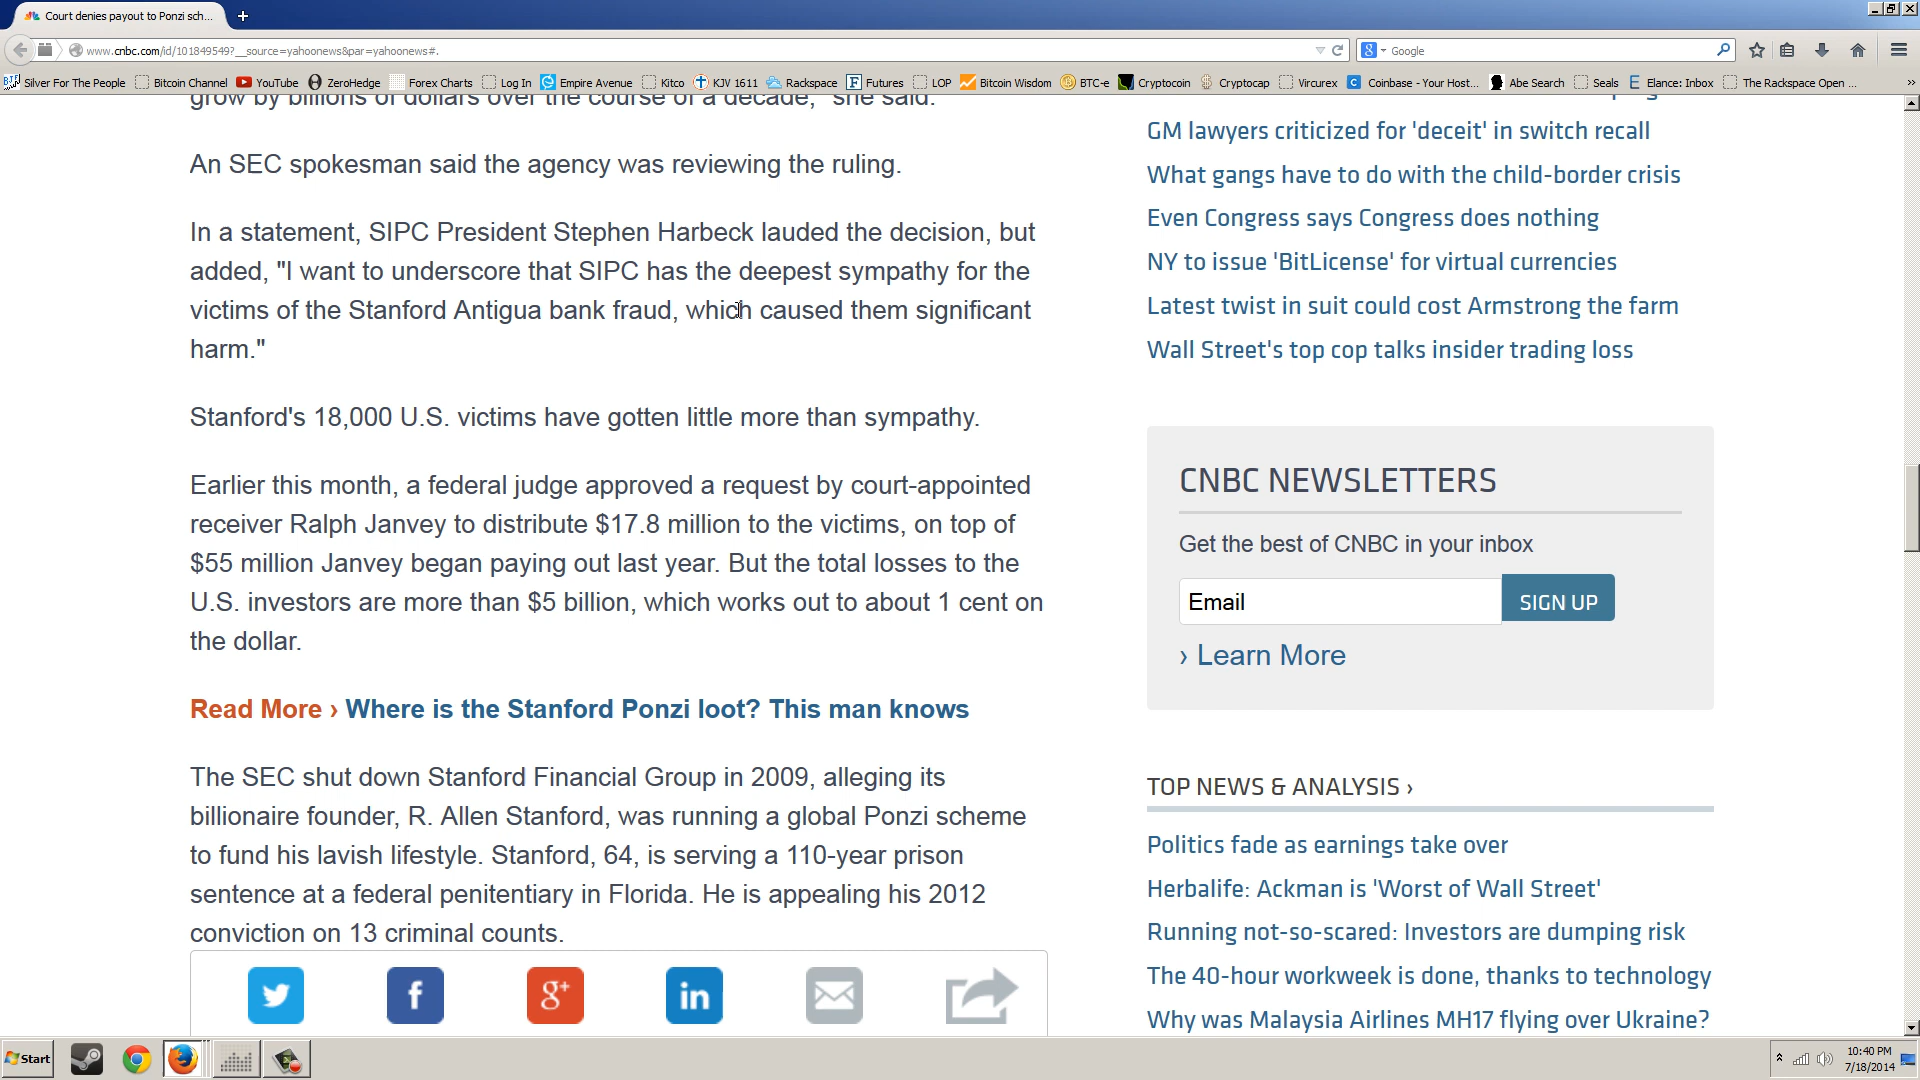 Court denies payout to Ponzi sch...
www.cnbc.com/id/101849549?__source=yahoonews&par=yahoonews#.
Google
Silver For The People
Bitcoin Channel
YouTube
ZeroHedge
Forex Charts
Log In
Empire Avenue
Kitco
KJV 1611
Rackspace
Futures
LOP
Bitcoin Wisdom
BTC-e
Cryptocoin
Cryptocap
Vircurex
Coinbase - Your Host...
Abe Search
Seals
Elance: Inbox
The Rackspace Open ...
grow by billions of dollars over the course of a decade," she said.
An SEC spokesman said the agency was reviewing the ruling.
In a statement, SIPC President Stephen Harbeck lauded the decision, but
added, "I want to underscore that SIPC has the deepest sympathy for the
victims of the Stanford Antigua bank fraud, which caused them significant
harm."
Stanford's 18,000 U.S. victims have gotten little more than sympathy.
Earlier this month, a federal judge approved a request by court-appointed
receiver Ralph Janvey to distribute $17.8 million to the victims, on top of
$55 million Janvey began paying out last year. But the total losses to the
U.S. investors are more than $5 billion, which works out to about 1 cent on
the dollar.
Read More › Where is the Stanford Ponzi loot? This man knows
The SEC shut down Stanford Financial Group in 2009, alleging its
billionaire founder, R. Allen Stanford, was running a global Ponzi scheme
to fund his lavish lifestyle. Stanford, 64, is serving a 110-year prison
sentence at a federal penitentiary in Florida. He is appealing his 2012
conviction on 13 criminal counts.
GM lawyers criticized for 'deceit' in switch recall
What gangs have to do with the child-border crisis
Even Congress says Congress does nothing
NY to issue 'BitLicense' for virtual currencies
Latest twist in suit could cost Armstrong the farm
Wall Street's top cop talks insider trading loss
CNBC NEWSLETTERS
Get the best of CNBC in your inbox
Email
SIGN UP
› Learn More
TOP NEWS & ANALYSIS ›
Politics fade as earnings take over
Herbalife: Ackman is 'Worst of Wall Street'
Running not-so-scared: Investors are dumping risk
The 40-hour workweek is done, thanks to technology
Why was Malaysia Airlines MH17 flying over Ukraine?
Start
10:40 PM
7/18/2014